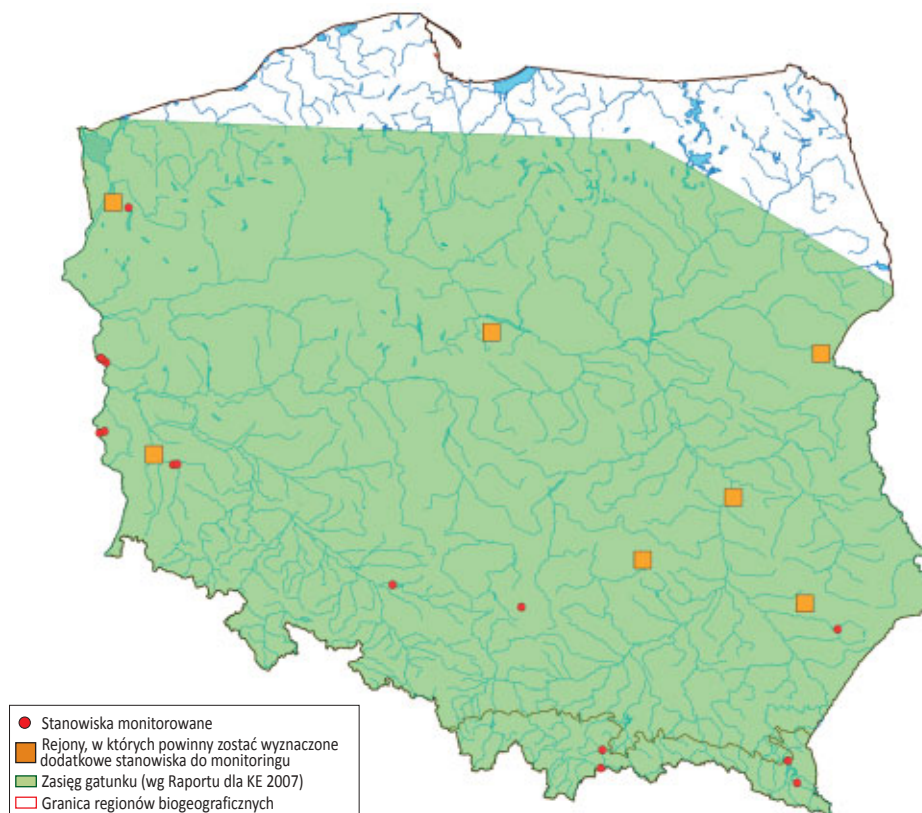 Stanowiska monitorowane
Rejony, w których powinny zostać wyznaczone
dodatkowe stanowiska do monitoringu
Zasięg gatunku (wg Raportu dla KE 2007)
Granica regionów biogeograficznych